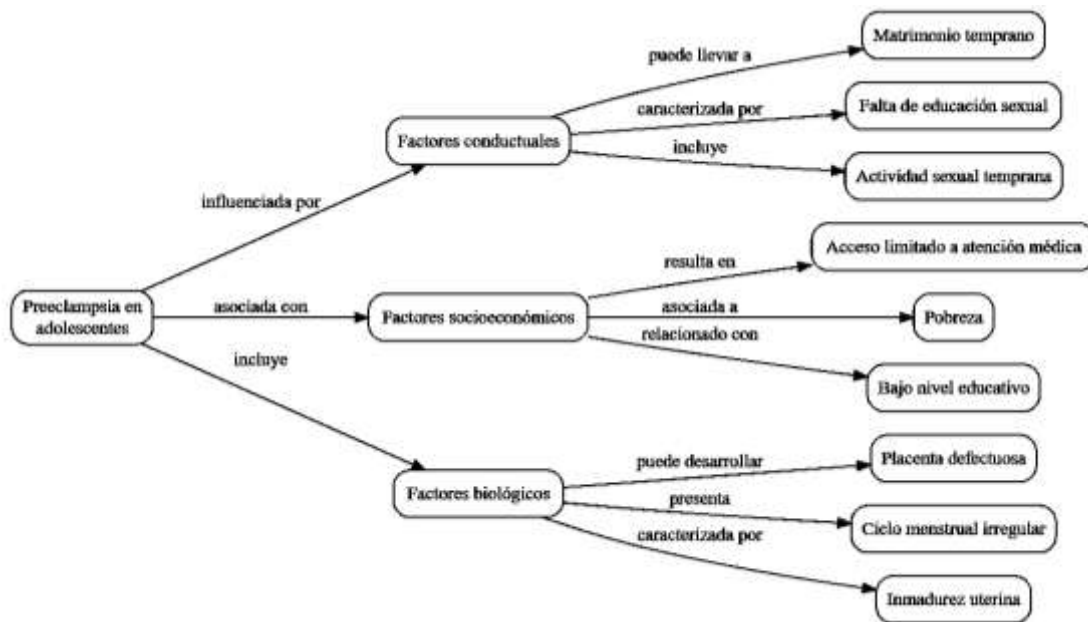 Preeclampsia en
adolescentes
influenciada por
asociada con
incluye
Factores conductuales
puede llevar a
caracterizada por
incluye
Matrimonio temprano
Falta de educación sexual
Actividad sexual temprana
Factores socioeconómicos
resulta en
asociada a
relacionado con
Acceso limitado a atención médica
Pobreza
Bajo nivel educativo
Factores biológicos
puede desarrollar
presenta
caracterizada por
Placenta defectuosa
Ciclo menstrual irregular
Inmadurez uterina